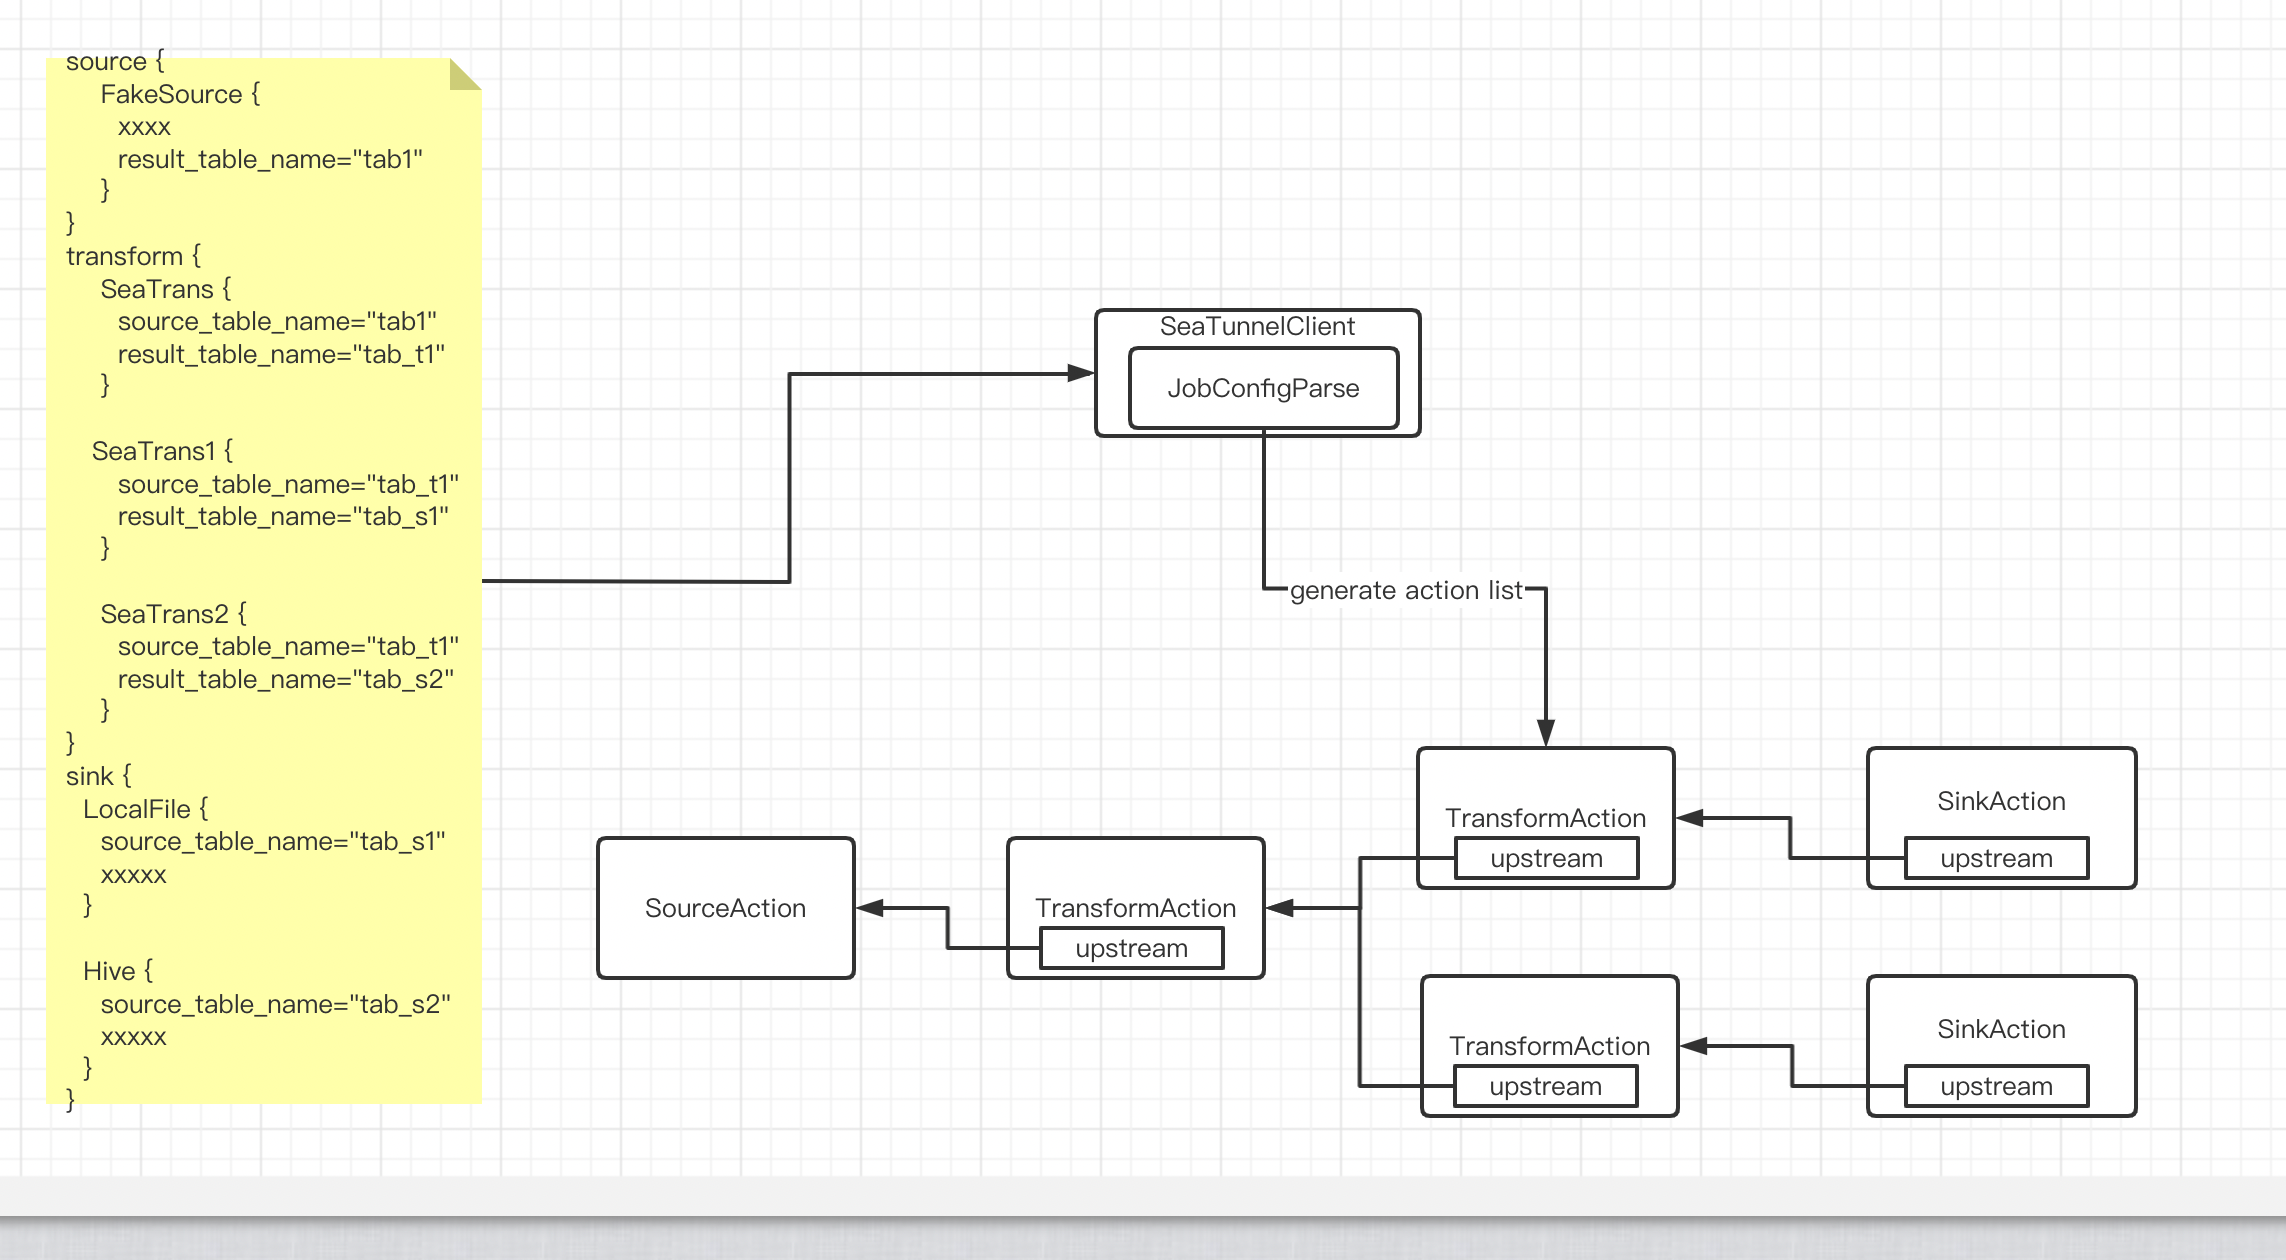 source {
FakeSource {
xxxx
result_table_name="tab1"
}
}
transform {
SeaTrans {
source_table_name="tab1"
result_table_name="tab_t1"
}
SeaTrans1 {
source_table_name="tab_t1"
result_table_name="tab_s1"
}
SeaTrans2 {
source_table_name="tab_t1"
result_table_name="tab_s2"
}
}
sink {
LocalFile {
source_table_name="tab_s1"
xxxxx
}
Hive {
source_table_name="tab_s2"
xxxxx
}
}
SeaTunnelClient
JobConfigParse
generate action list
SourceAction
TransformAction
upstream
TransformAction
upstream
SinkAction
upstream
TransformAction
upstream
SinkAction
upstream